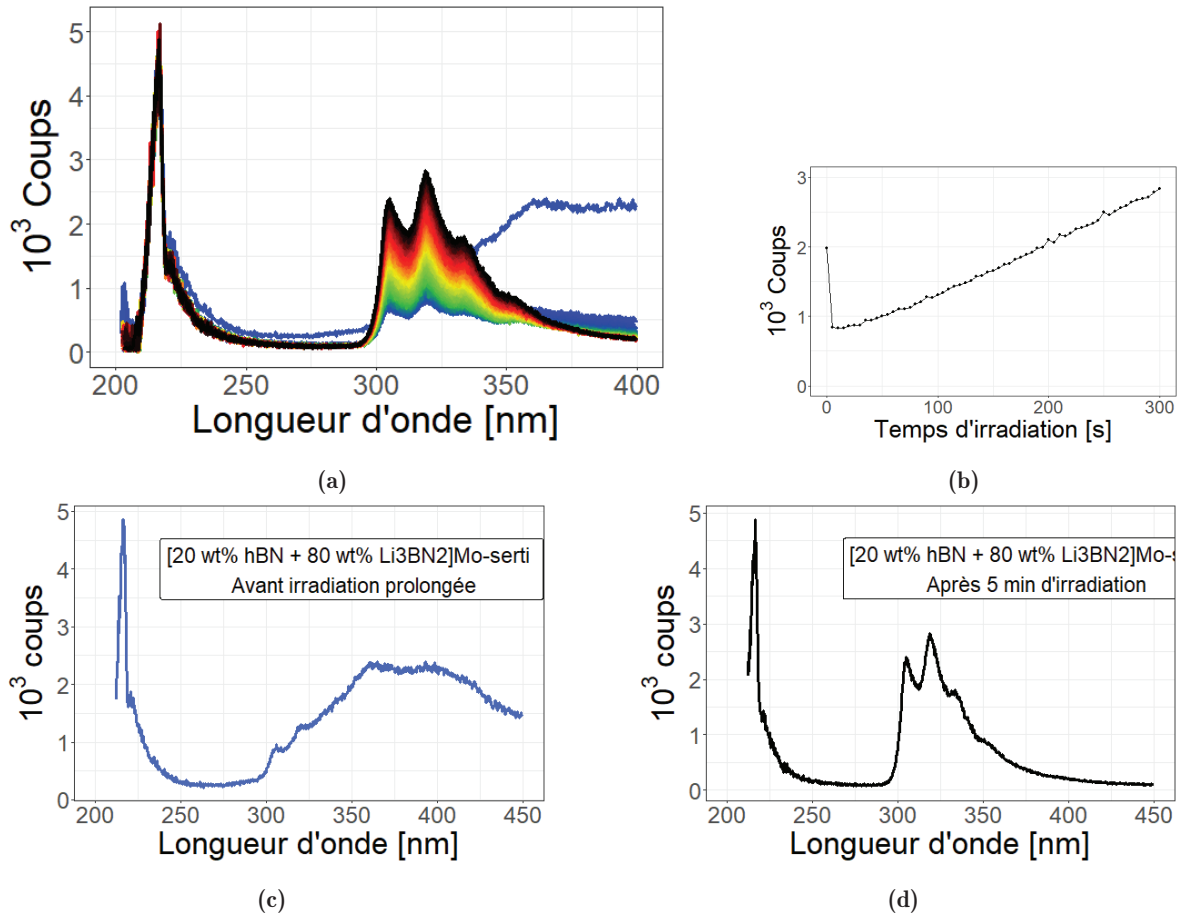 10³ Coups
5
4
3
2
1
0
200
250
300
350
400
Longueur d'onde [nm]
(a)
10³ Coups
3
2
1
0
0
100
200
300
Temps d'irradiation [s]
(b)
10³ coups
5
4
3
2
1
0
[20 wt% hBN + 80 wt% Li3BN2]Mo-serti
Avant irradiation prolongée
200
250
300
350
400
450
Longueur d'onde [nm]
(c)
10³ coups
5
4
3
2
1
0
[20 wt% hBN + 80 wt% Li3BN2]Mo-s
Après 5 min d'irradiation
200
250
300
350
400
450
Longueur d'onde [nm]
(d)